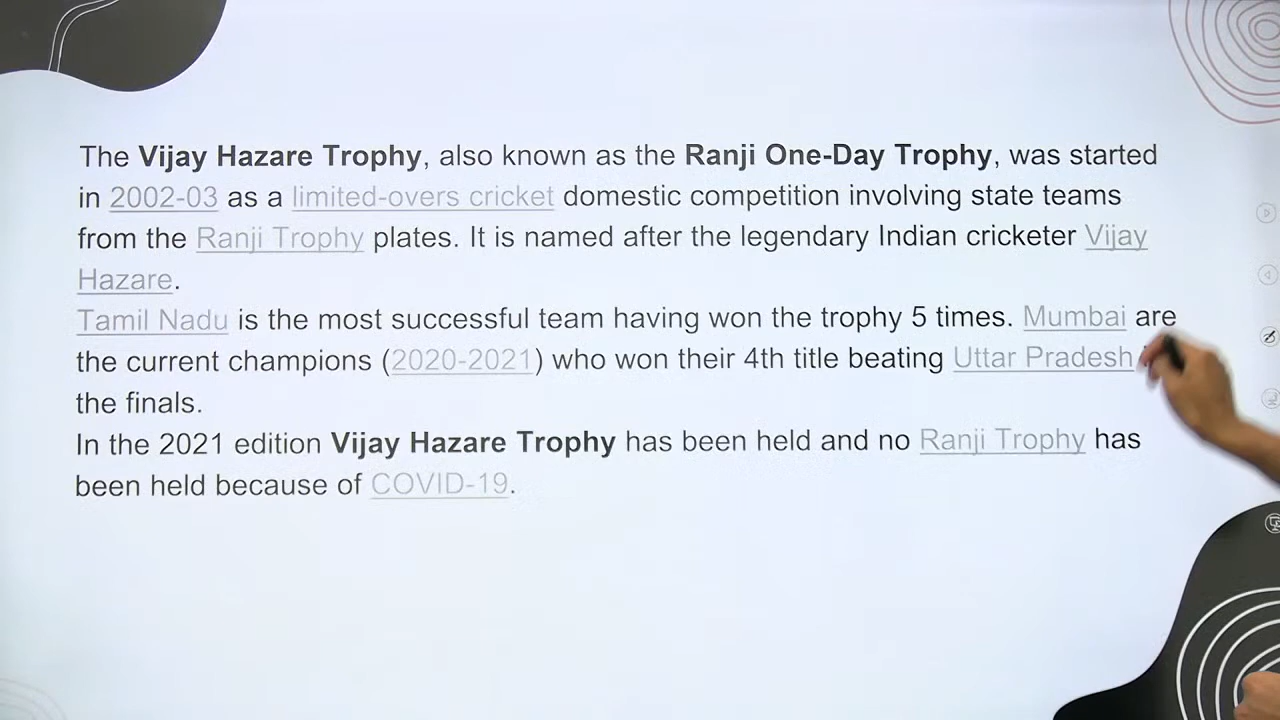 The Vijay Hazare Trophy, also known as the Ranji One-Day Trophy, was started
in 2002-03 as a limited-overs cricket domestic competition involving state teams
from the Ranji Trophy plates. It is named after the legendary Indian cricketer Vijay
Hazare.
Tamil Nadu is the most successful team having won the trophy 5 times. Mumbai are
the current champions (2020-2021) who won their 4th title beating Uttar Pradesh
the finals.
In the 2021 edition Vijay Hazare Trophy has been held and no Ranji Trophy has
been held because of COVID-19.